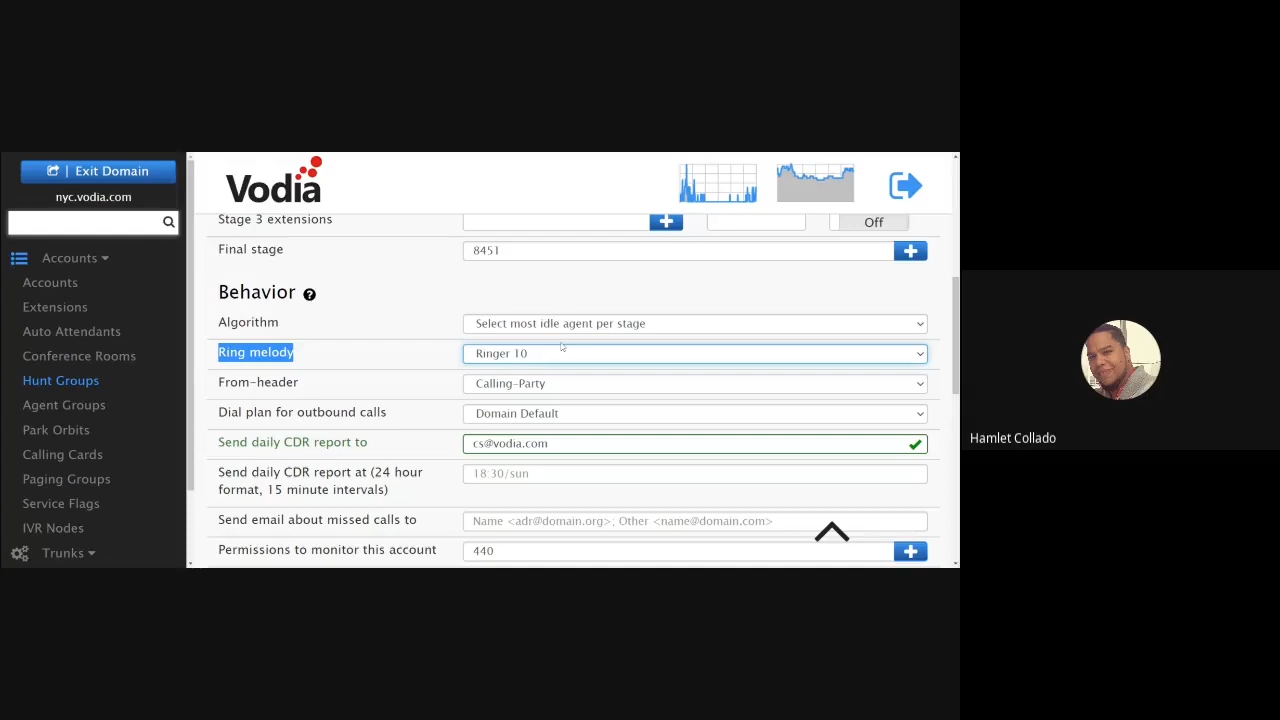 Exit Domain
nyc.vodia.com
Accounts
Accounts
Extensions
Auto Attendants
Conference Rooms
Hunt Groups
Agent Groups
Park Orbits
Calling Cards
Paging Groups
Service Flags
IVR Nodes
Trunks
Vodia
Stage 3 extensions
Off
Final stage
8451
Behavior
Algorithm
Select most idle agent per stage
Ring melody
Ringer 10
From-header
Calling-Party
Dial plan for outbound calls
Domain Default
Send daily CDR report to
cs@vodia.com
Send daily CDR report at (24 hour
format, 15 minute intervals)
18:30/sun
Send email about missed calls to
Name <adr@domain.org>; Other <name@domain.com>
Permissions to monitor this account
440
Hamlet Collado